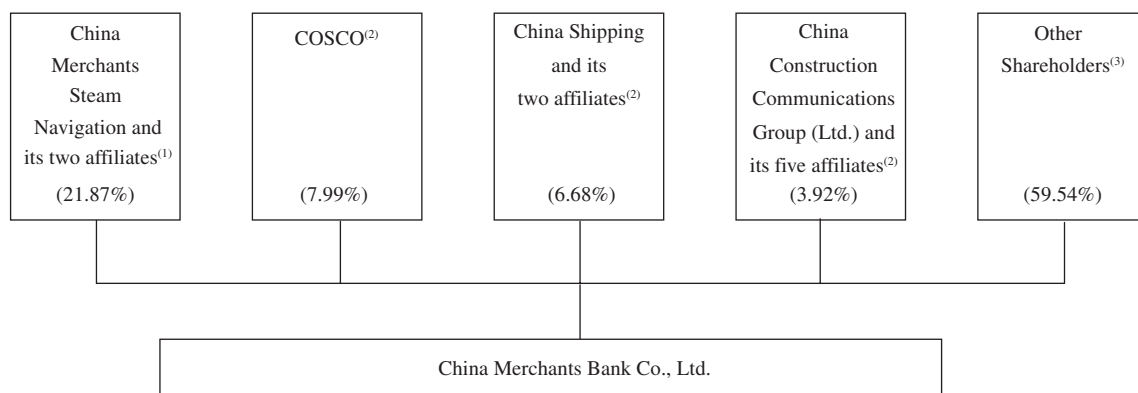 China
Merchants
Steam
Navigation and
its two affiliates(1)
(21.87%)
COSCO(2)
(7.99%)
China Shipping
and its
two affiliates(2)
(6.68%)
China
Construction
Communications
Group (Ltd.) and
its five affiliates(2)
(3.92%)
Other
Shareholders(3)
(59.54%)
China Merchants Bank Co., Ltd.